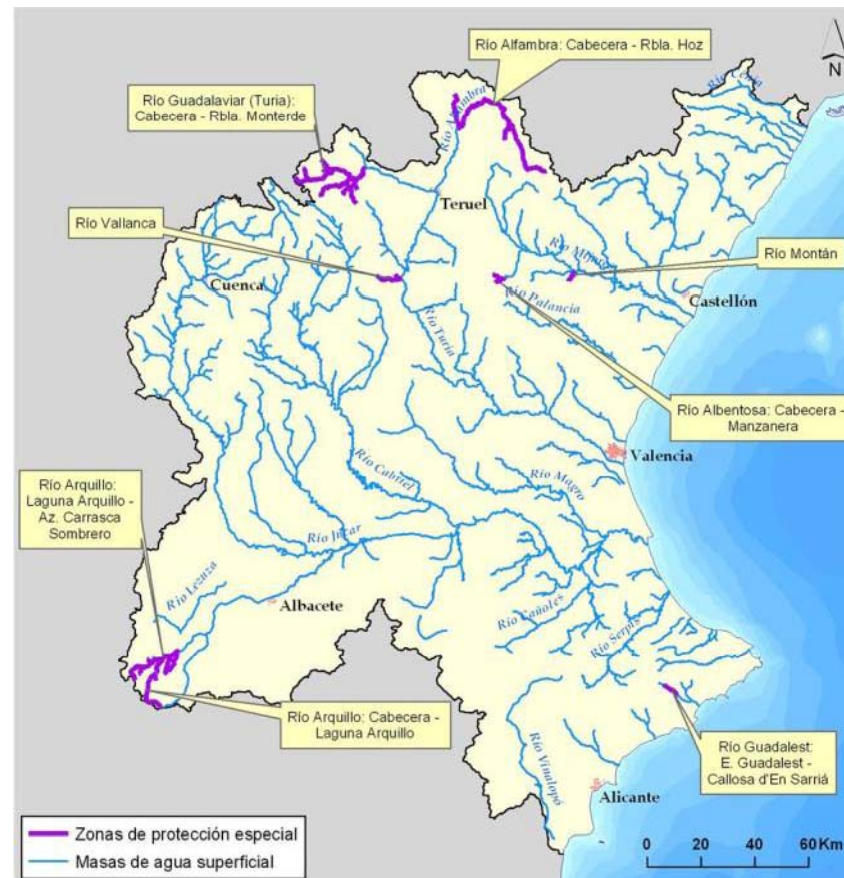 Río Alfambra: Cabecera - Rbla. Hoz
N
Río Cenia
Río Guadalaviar (Turia):
Cabecera - Rbla. Monterde
Río Alfambra
Teruel
Río Vallanca
Río Mijares
Río Montán
Cuenca
Río Palancia
Castellón
Río Turia
Río Albentosa: Cabecera -
Manzanera
Valencia
Río Arquillo:
Laguna Arquillo -
Az. Carrasca
Sombrero
Río Cabriel
Río Magro
Río Júcar
Río Lezuza
Albacete
Río Cañoles
Río Serpis
Río Arquillo: Cabecera -
Laguna Arquillo
Río Guadalest:
E. Guadalest -
Callosa d'En Sarriá
Río Vinalopó
Alicante
Zonas de protección especial
Masas de agua superficial
0 20 40 60 Km